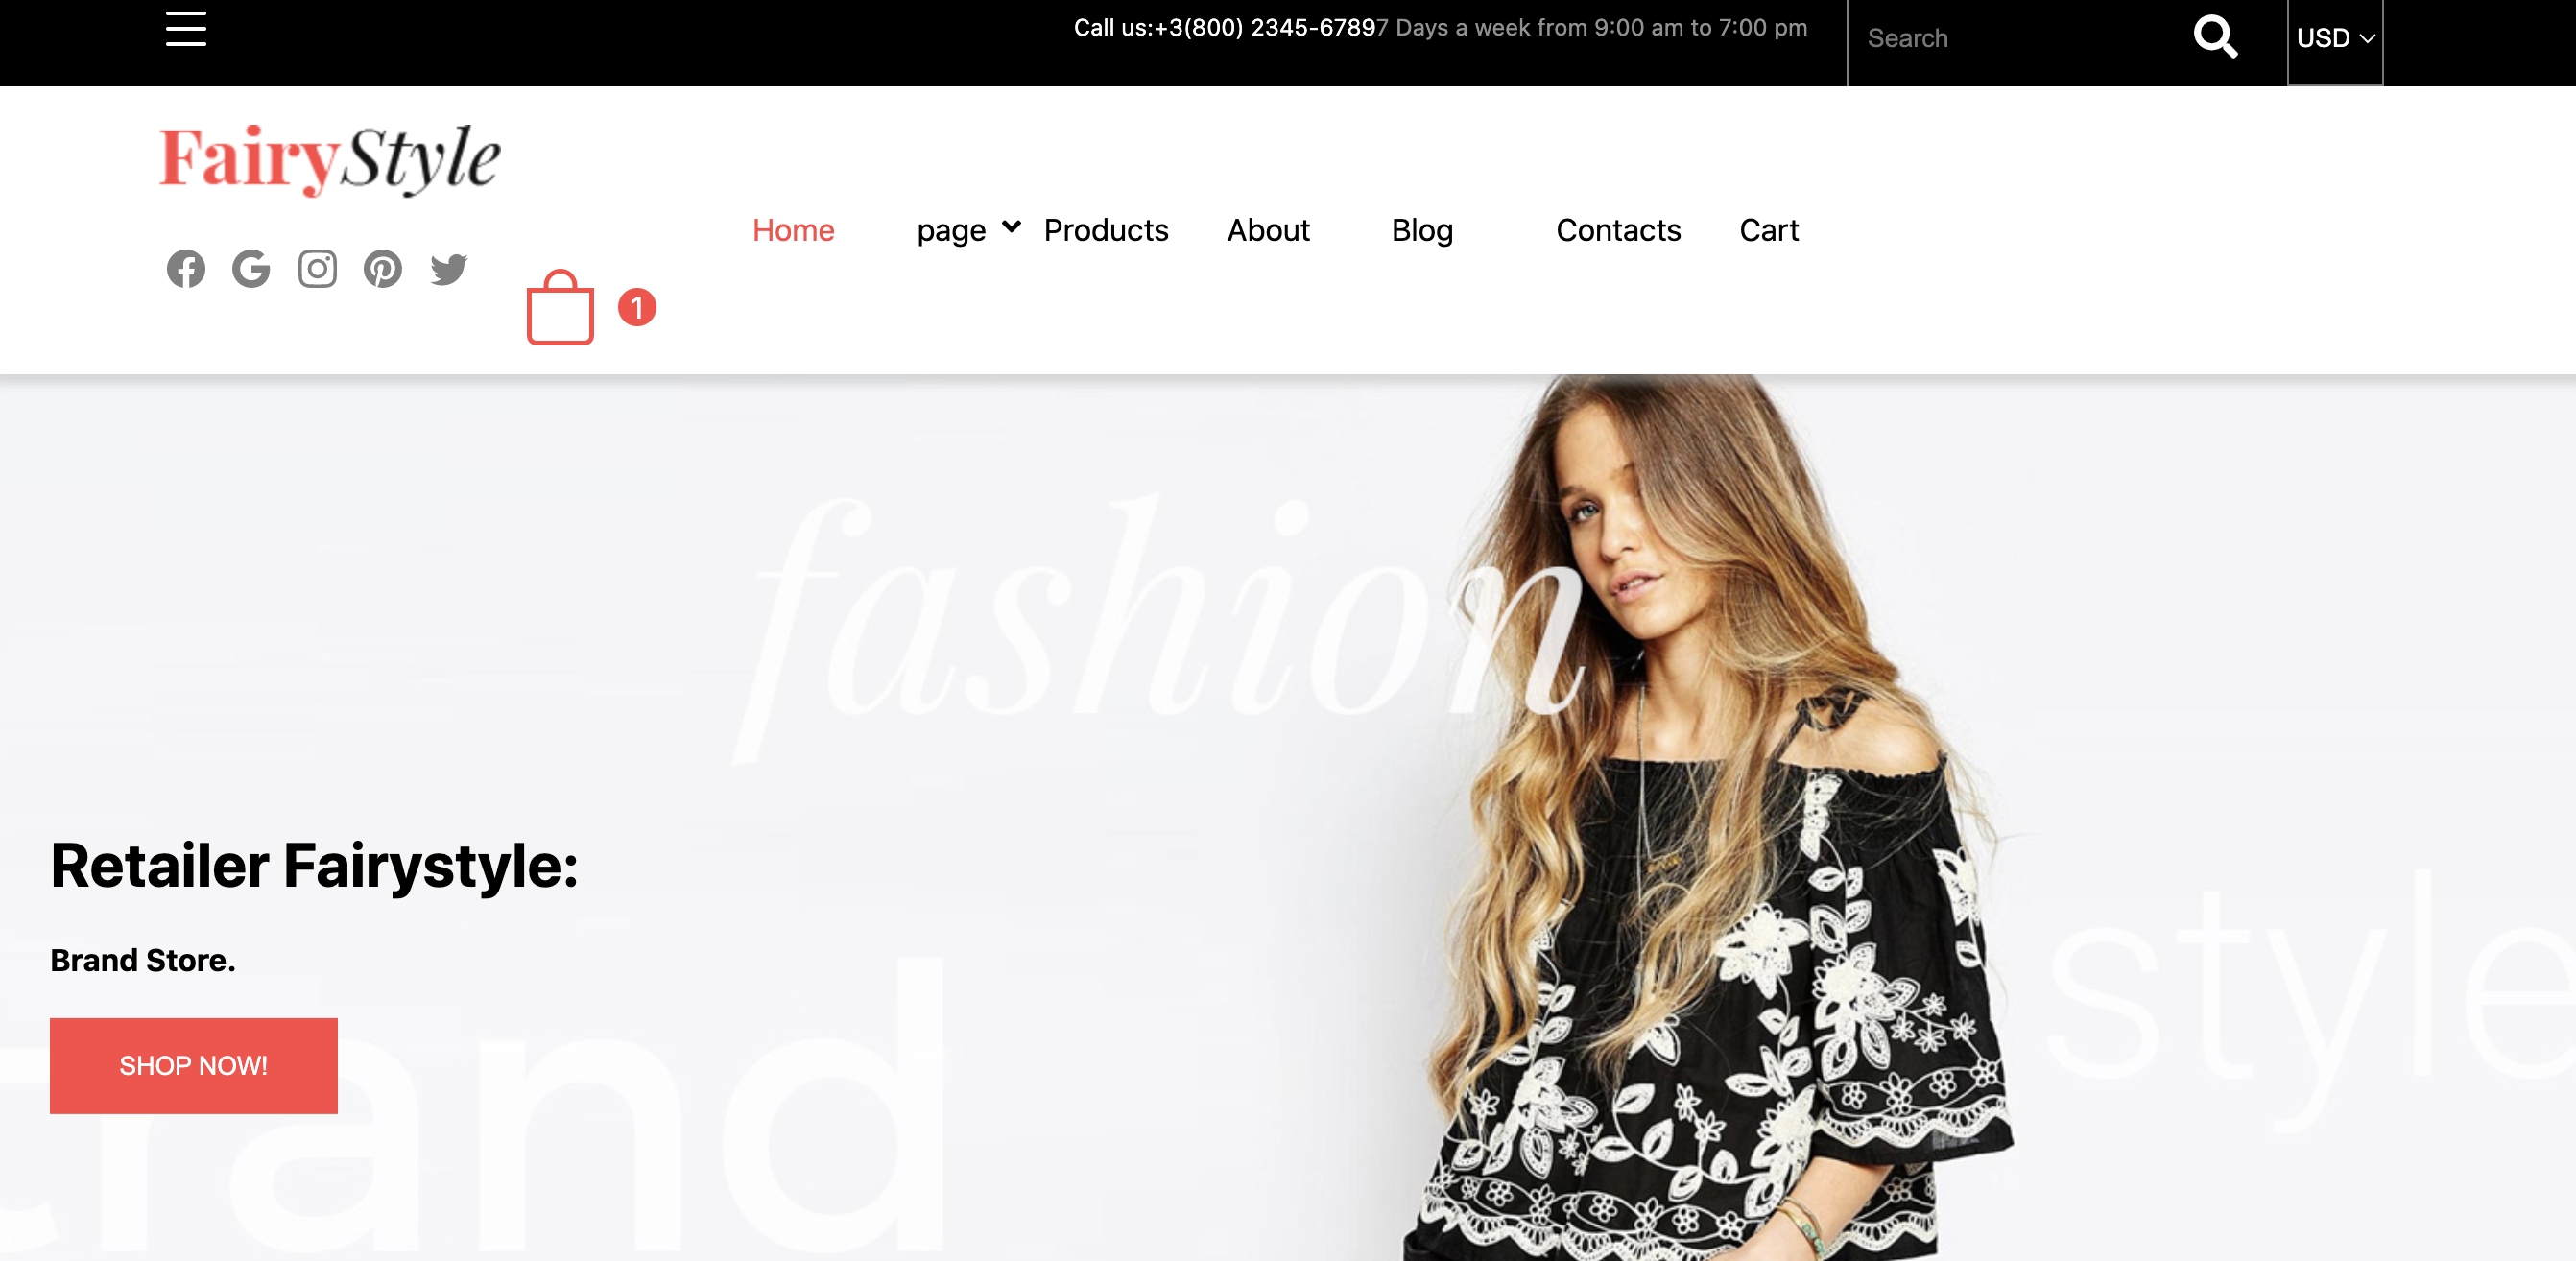 Call us:+3(800) 2345-67897 Days a week from 9:00 am to 7:00 pm
Search
USD
FairyStyle
Home page Products About Blog Contacts Cart
1
fashion
Retailer Fairystyle:
Brand Store.
SHOP NOW!
trand
style